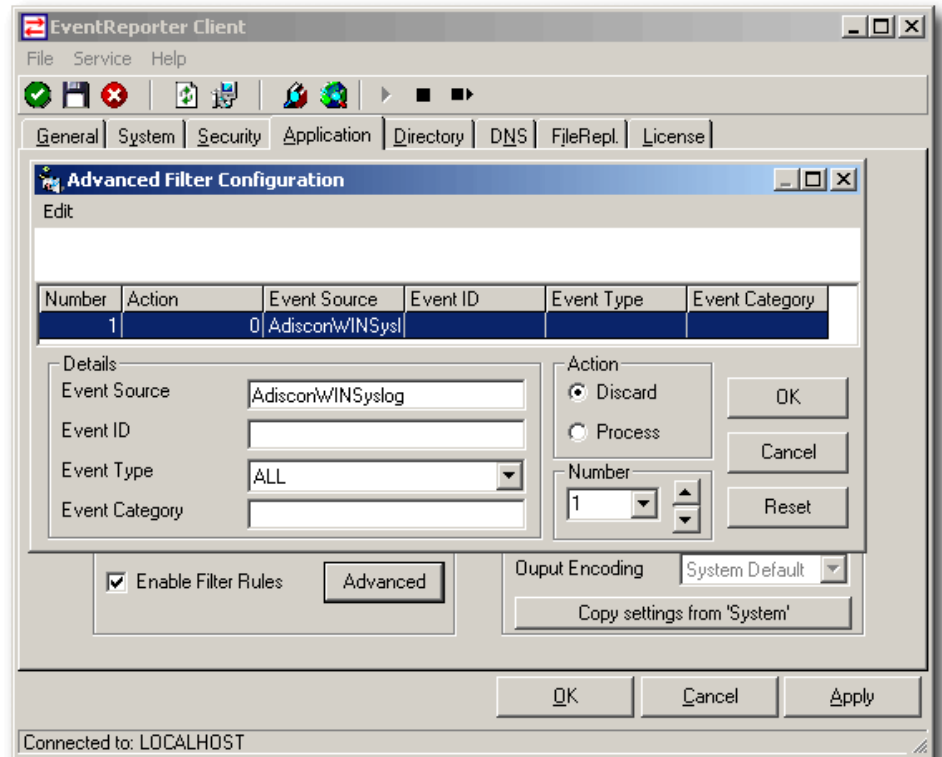 EventReporter Client
File Service Help
General System Security Application Directory DNS FileRepl. License
Advanced Filter Configuration
Edit
Number Action Event Source Event ID Event Type Event Category
1 0 AdisconWINSysl
Details
Event Source AdisconWINSyslog
Event ID
Event Type ALL
Event Category
Action
Discard
Process
Number
1
OK
Cancel
Reset
Enable Filter Rules Advanced
Ouput Encoding System Default
Copy settings from 'System'
OK Cancel Apply
Connected to: LOCALHOST